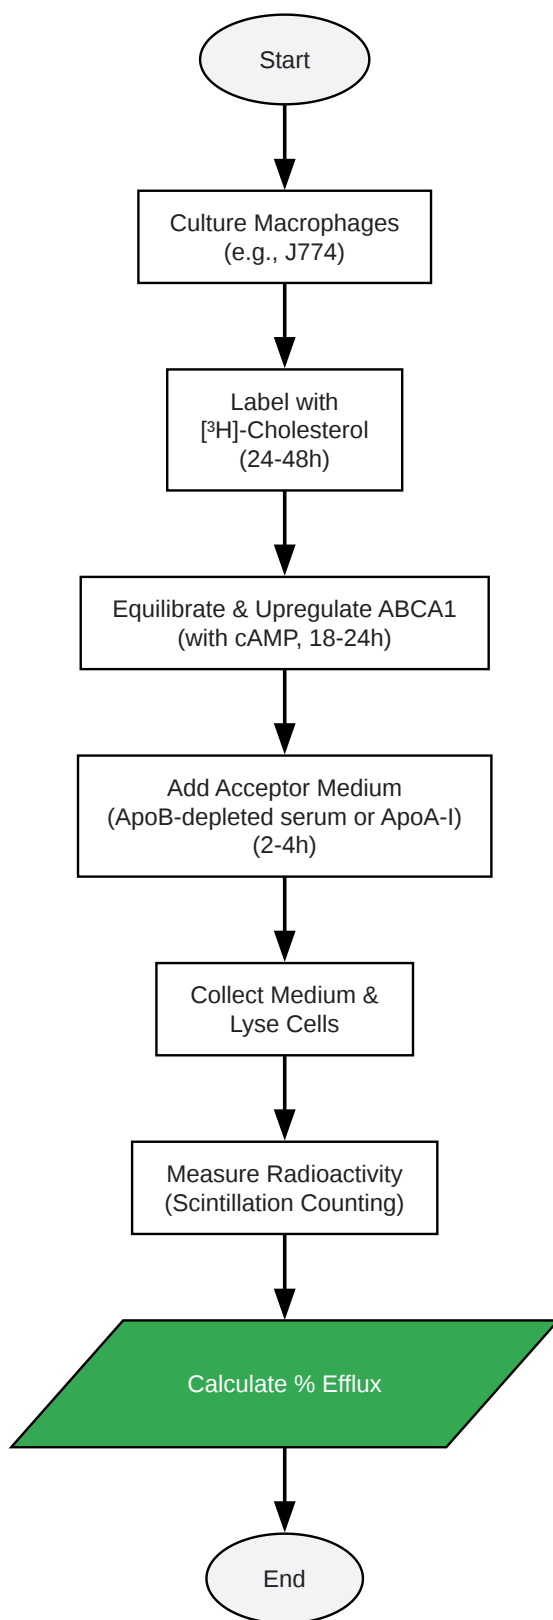 Start
Culture Macrophages
(e.g., J774)
Label with
[³H]-Cholesterol
(24-48h)
Equilibrate & Upregulate ABCA1
(with cAMP, 18-24h)
Add Acceptor Medium
(ApoB-depleted serum or ApoA-I)
(2-4h)
Collect Medium &
Lyse Cells
Measure Radioactivity
(Scintillation Counting)
Calculate % Efflux
End